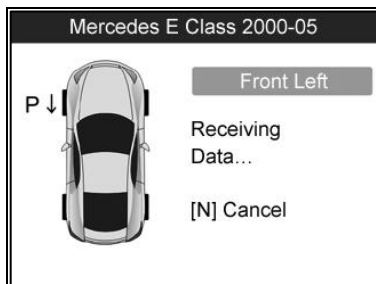 Mercedes E Class 2000-05
Front Left
P ↓
Receiving
Data...
[N] Cancel